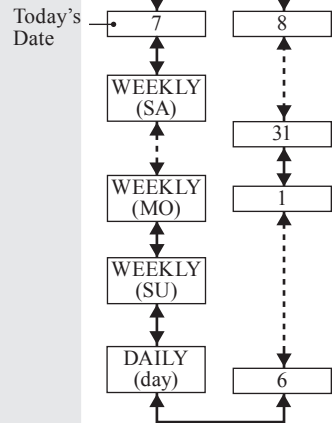 Today's
Date
7
8
WEEKLY
(SA)
31
WEEKLY
(MO)
1
WEEKLY
(SU)
DAILY
(day)
6